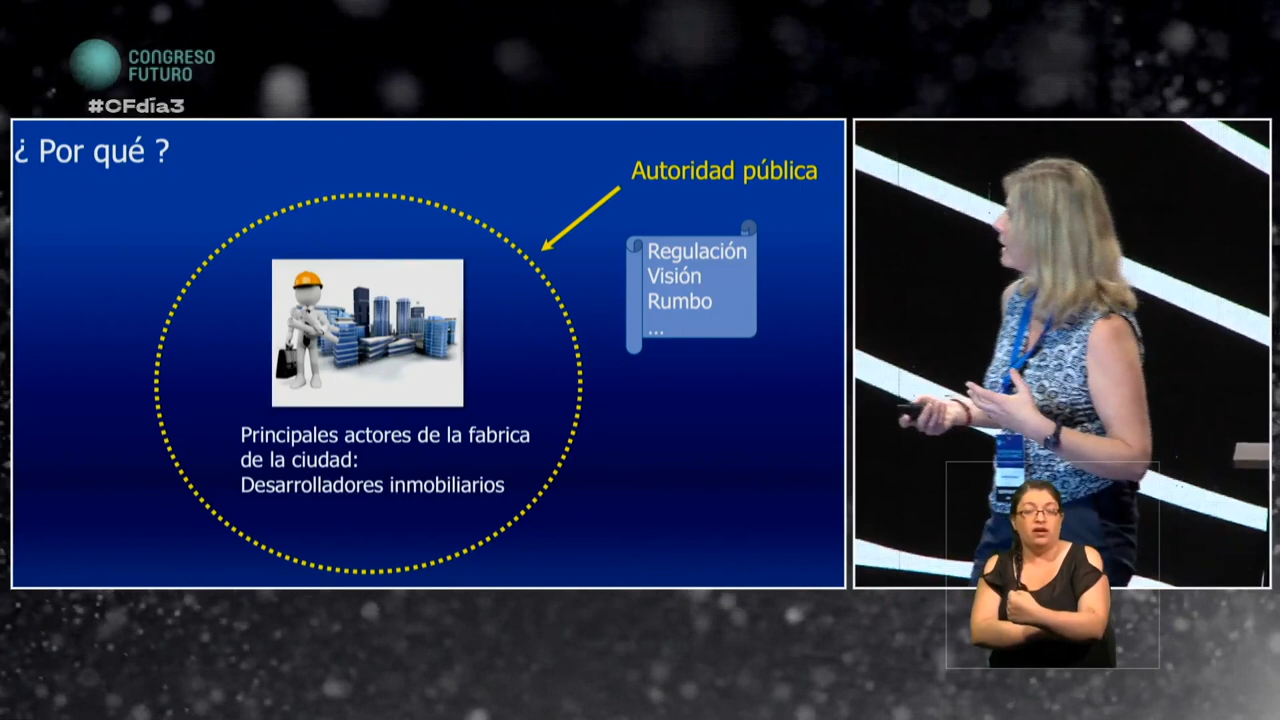 CONGRESO
FUTURO
#CFdía3
¿ Por qué ?
Autoridad pública
Regulación
Visión
Rumbo
...
Principales actores de la fabrica
de la ciudad:
Desarrolladores inmobiliarios